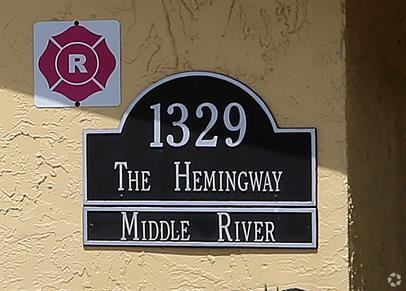 R
1329
THE HEMINGWAY
MIDDLE RIVER